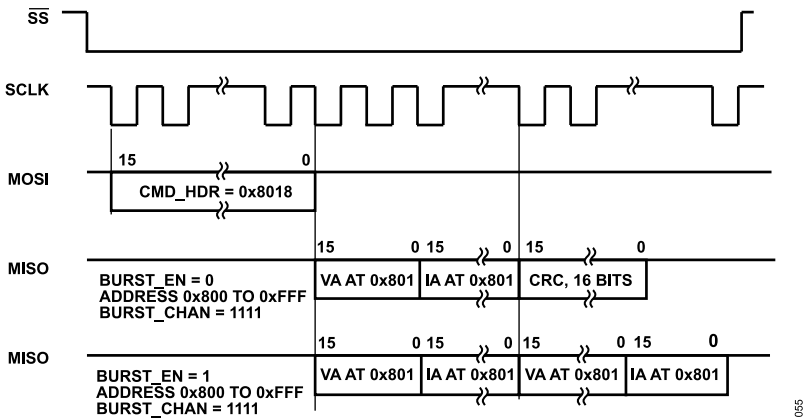 SS
SCLK
15 0
MOSI
CMD_HDR = 0x8018
15 0 15 0 15 0
MISO
VA AT 0x801 IA AT 0x801 CRC, 16 BITS
BURST_EN = 0
ADDRESS 0x800 TO 0xFFF
BURST_CHAN = 1111
15 0 15 0 15 0 15 0
MISO
VA AT 0x801 IA AT 0x801 VA AT 0x801 IA AT 0x801
BURST_EN = 1
ADDRESS 0x800 TO 0xFFF
BURST_CHAN = 1111
055